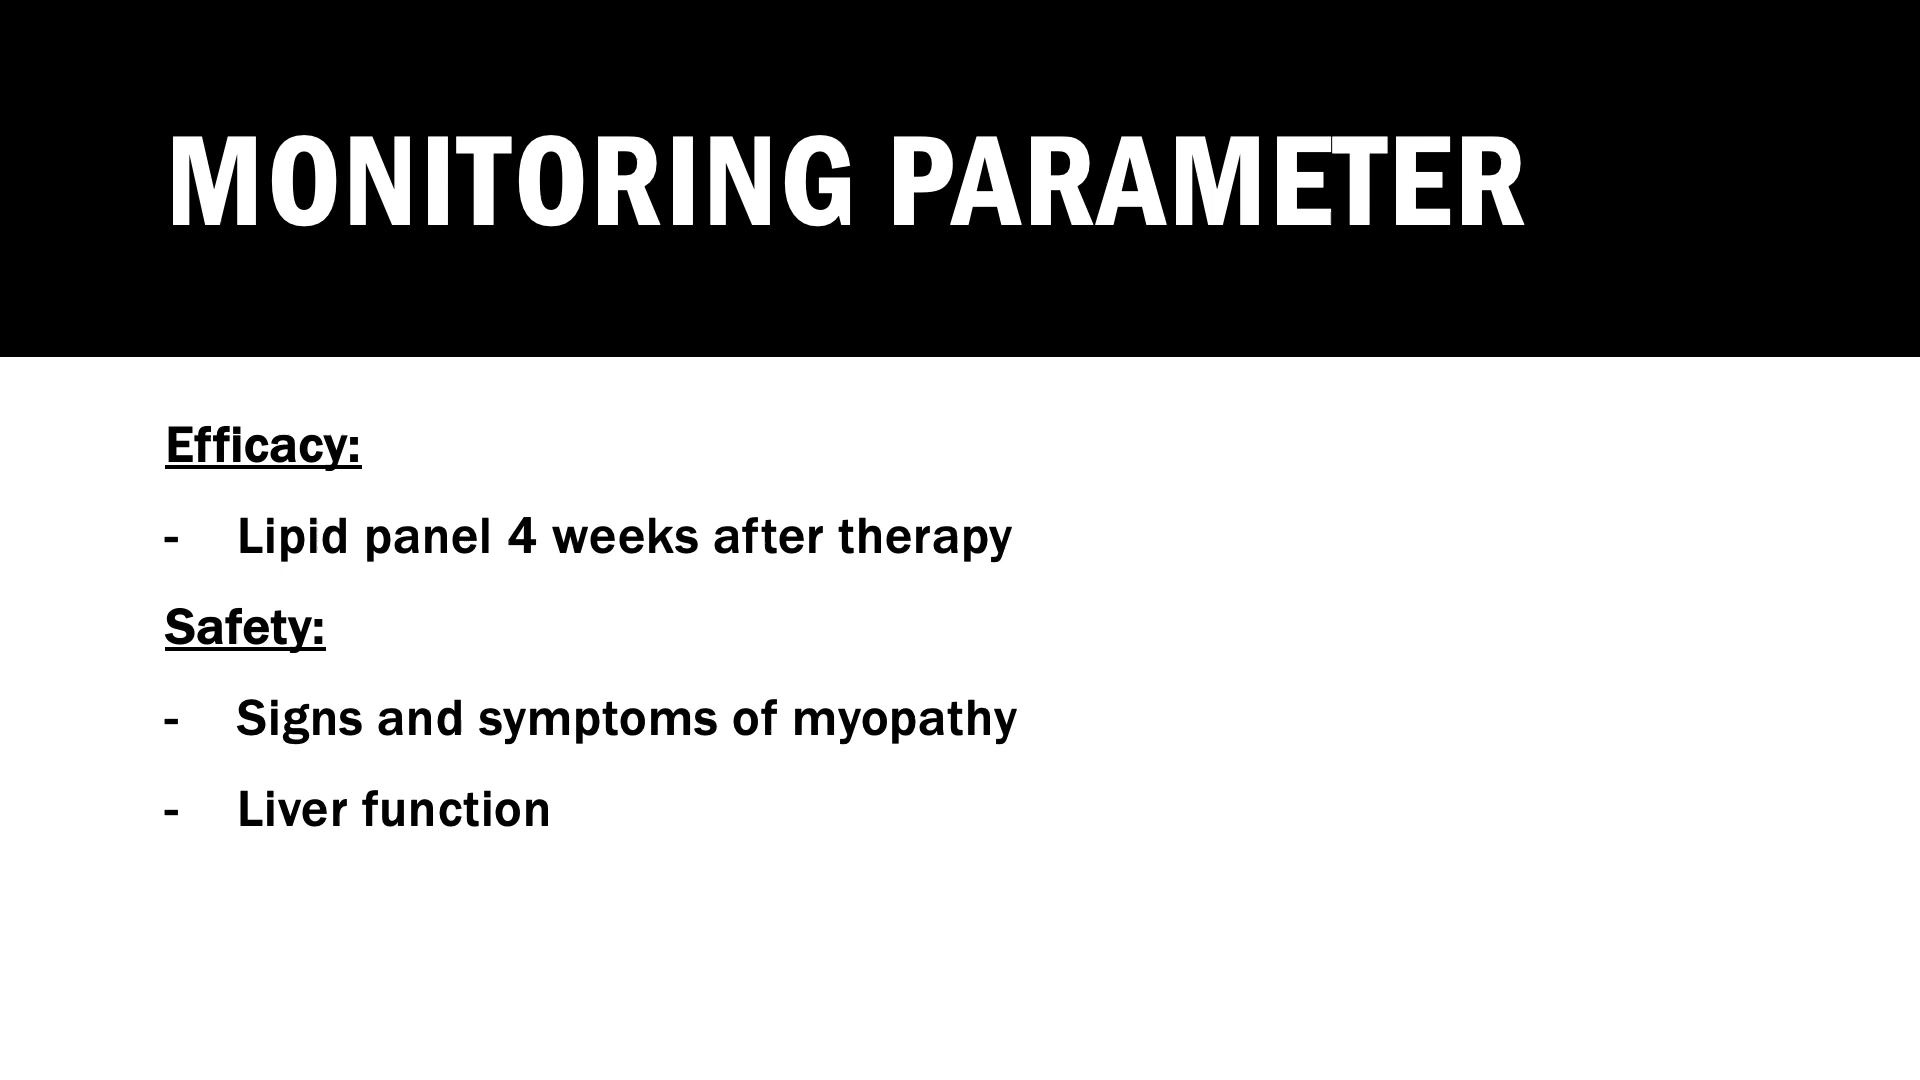 MONITORING PARAMETER
Efficacy:
- Lipid panel 4 weeks after therapy
Safety:
- Signs and symptoms of myopathy
- Liver function